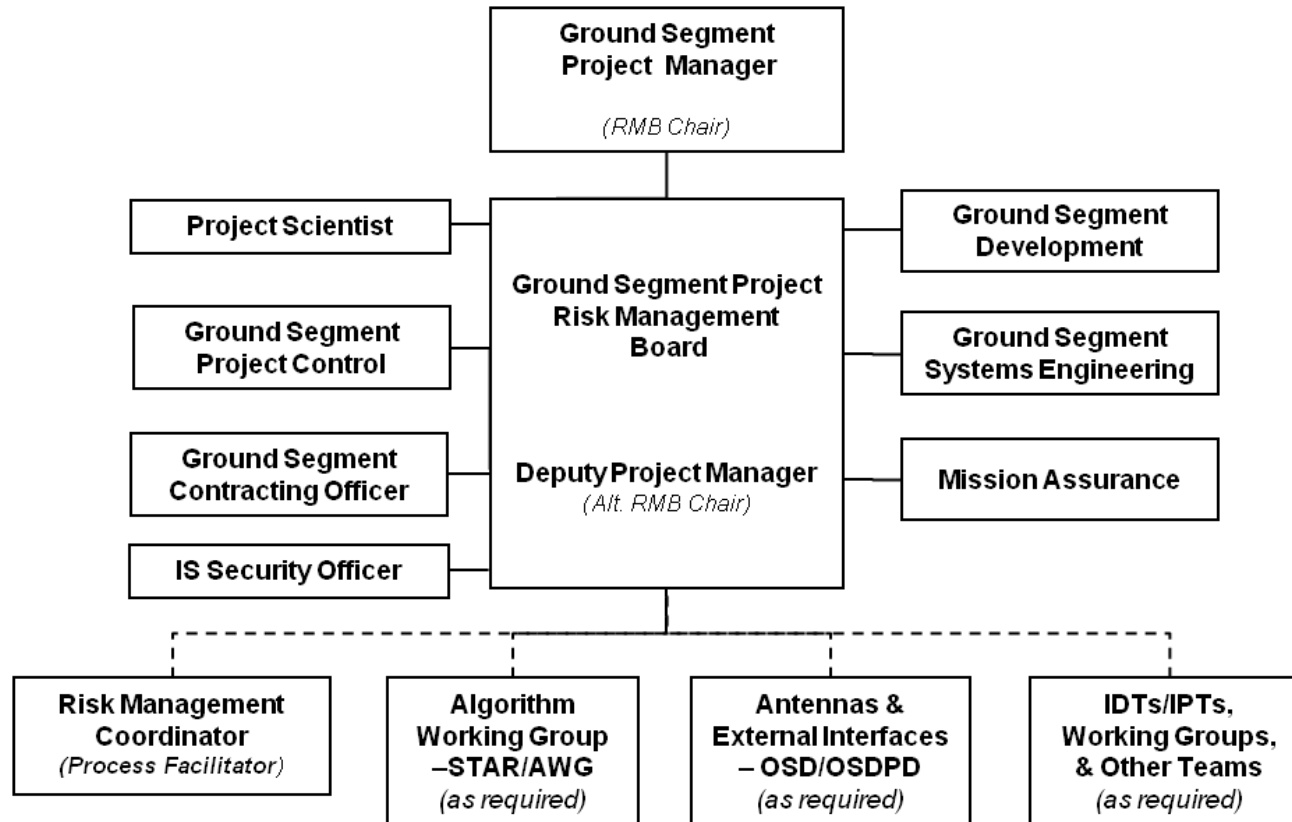 Ground Segment
Project Manager
(RMB Chair)
Project Scientist
Ground Segment
Project Control
Ground Segment
Contracting Officer
IS Security Officer
Ground Segment Project
Risk Management
Board
Deputy Project Manager
(Alt. RMB Chair)
Ground Segment
Development
Ground Segment
Systems Engineering
Mission Assurance
Risk Management
Coordinator
(Process Facilitator)
Algorithm
Working Group
–STAR/AWG
(as required)
Antennas &
External Interfaces
– OSD/OSDPD
(as required)
IDTs/IPTs,
Working Groups,
& Other Teams
(as required)